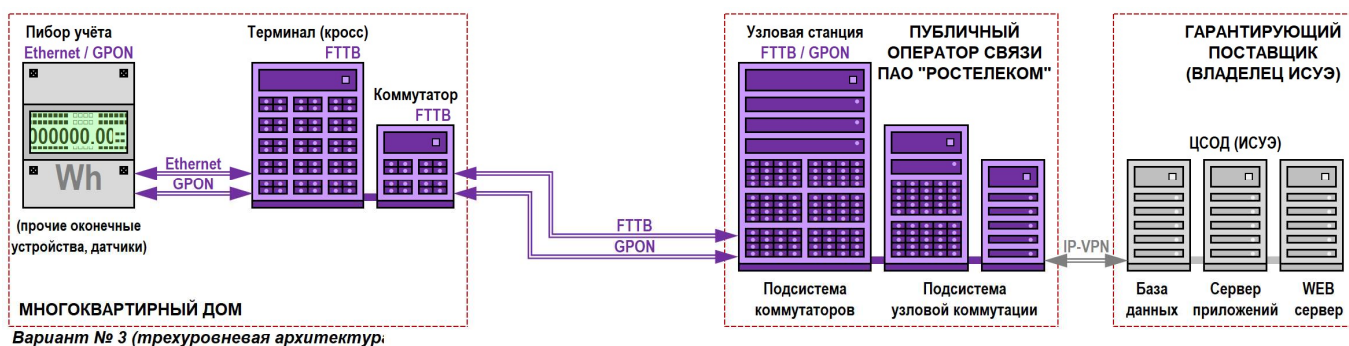 Пибор учёта
Ethernet / GPON
000000.00
Wh
(прочие оконечные
устройства, датчики)
Ethernet
GPON
Терминал (кросс)
FTTB
Коммутатор
FTTB
МНОГОКВАРТИРНЫЙ ДОМ
FTTB
GPON
Узловая станция
FTTB / GPON
ПУБЛИЧНЫЙ
ОПЕРАТОР СВЯЗИ
ПАО "РОСТЕЛЕКОМ"
Подсистема
коммутаторов
Подсистема
узловой коммутации
IP-VPN
ГАРАНТИРУЮЩИЙ
ПОСТАВЩИК
(ВЛАДЕЛЕЦ ИСУЭ)
ЦСОД (ИСУЭ)
База
данных
Сервер
приложений
WEB
сервер
Вариант № 3 (трехуровневая архитектура